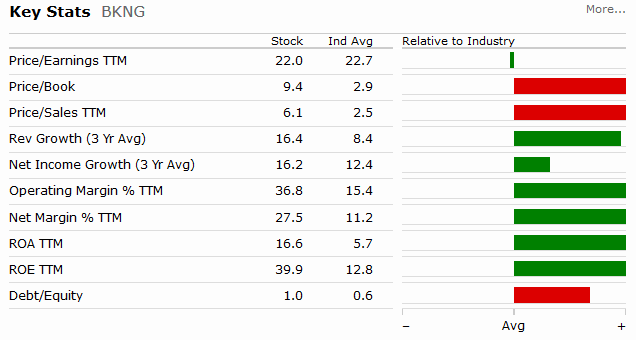 Key Stats BKNG More...
Stock Ind Avg Relative to Industry
Price/Earnings TTM 22.0 22.7
Price/Book 9.4 2.9
Price/Sales TTM 6.1 2.5
Rev Growth (3 Yr Avg) 16.4 8.4
Net Income Growth (3 Yr Avg) 16.2 12.4
Operating Margin % TTM 36.8 15.4
Net Margin % TTM 27.5 11.2
ROA TTM 16.6 5.7
ROE TTM 39.9 12.8
Debt/Equity 1.0 0.6
– Avg +